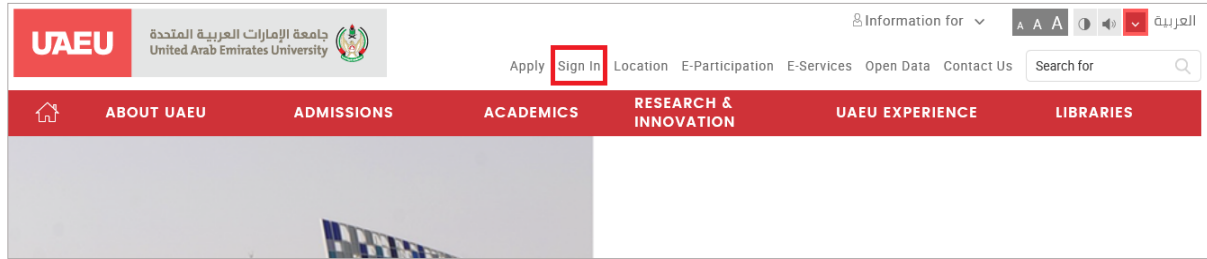 UAEU
جامعة الإمارات العربية المتحدة
United Arab Emirates University
Information for
A A A
العربية
Apply Sign In Location E-Participation E-Services Open Data Contact Us Search for
ABOUT UAEU ADMISSIONS ACADEMICS RESEARCH & INNOVATION UAEU EXPERIENCE LIBRARIES